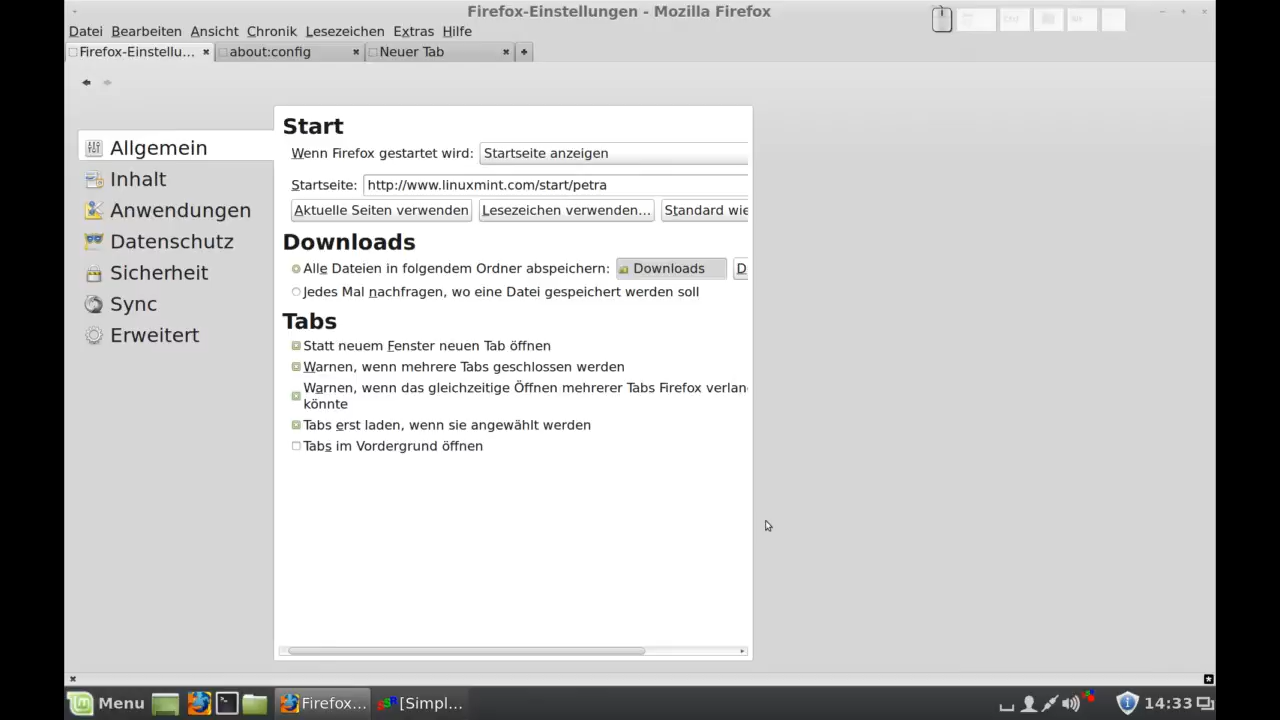 Firefox-Einstellungen - Mozilla Firefox
Datei Bearbeiten Ansicht Chronik Lesezeichen Extras Hilfe
Firefox-Einstellu... about:config Neuer Tab
Allgemein
Inhalt
Anwendungen
Datenschutz
Sicherheit
Sync
Erweitert
Start
Wenn Firefox gestartet wird: Startseite anzeigen
Startseite: http://www.linuxmint.com/start/petra
Aktuelle Seiten verwenden Lesezeichen verwenden... Standard wie
Downloads
Alle Dateien in folgendem Ordner abspeichern: Downloads D
Jedes Mal nachfragen, wo eine Datei gespeichert werden soll
Tabs
Statt neuem Fenster neuen Tab öffnen
Warnen, wenn mehrere Tabs geschlossen werden
Warnen, wenn das gleichzeitige Öffnen mehrerer Tabs Firefox verlan
könnte
Tabs erst laden, wenn sie angewählt werden
Tabs im Vordergrund öffnen
Menu Firefox... [Simpl... 14:33